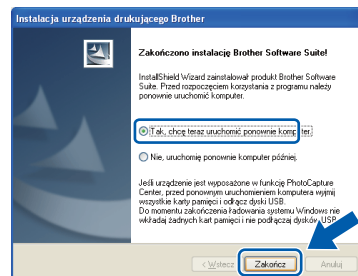 Instalacja urządzenia drukującego Brother
Zakończono instalację Brother Software Suite!
InstallShield Wizard zainstalował produkt Brother Software
Suite. Przed rozpoczęciem korzystania z programu należy
ponownie uruchomić komputer.
Tak, chcę teraz uruchomić ponownie komputer.
Nie, uruchomię ponownie komputer później.
Jeśli urządzenie jest wyposażone w funkcję PhotoCapture
Center, przed ponownym uruchomieniem komputera wyjmij
wszystkie karty pamięci i odłącz dyski USB.
Do momentu zakończenia ładowania systemu Windows nie
wkładaj żadnych kart pamięci i nie podłączaj dysków USB.
< Wstecz Zakończ Anuluj